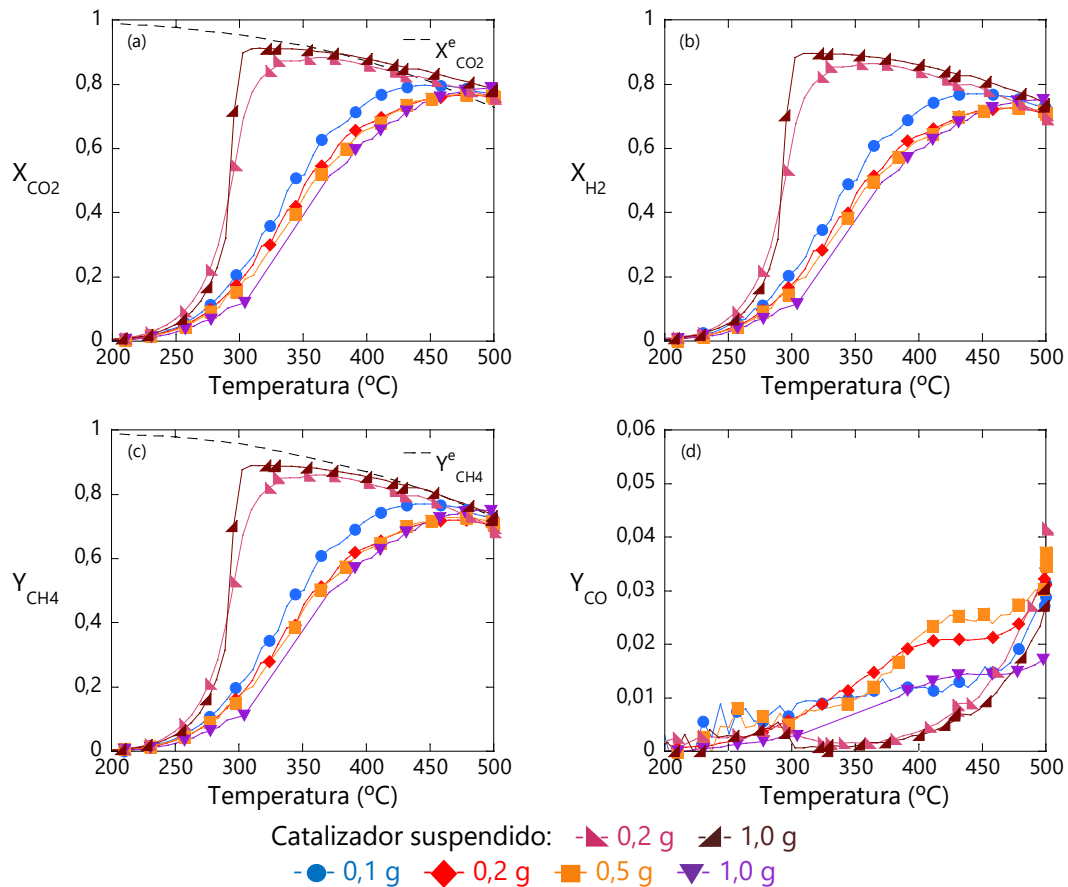 (a)
X^e_CO2
1
0,8
0,6
0,4
0,2
0
X_CO2
200 250 300 350 400 450 500
Temperatura (ºC)
(b)
1
0,8
0,6
0,4
0,2
0
X_H2
200 250 300 350 400 450 500
Temperatura (ºC)
(c)
Y^e_CH4
1
0,8
0,6
0,4
0,2
0
Y_CH4
200 250 300 350 400 450 500
Temperatura (ºC)
(d)
0,06
0,05
0,04
0,03
0,02
0,01
0
Y_CO
200 250 300 350 400 450 500
Temperatura (ºC)
Catalizador suspendido: 0,2 g 1,0 g
0,1 g 0,2 g 0,5 g 1,0 g